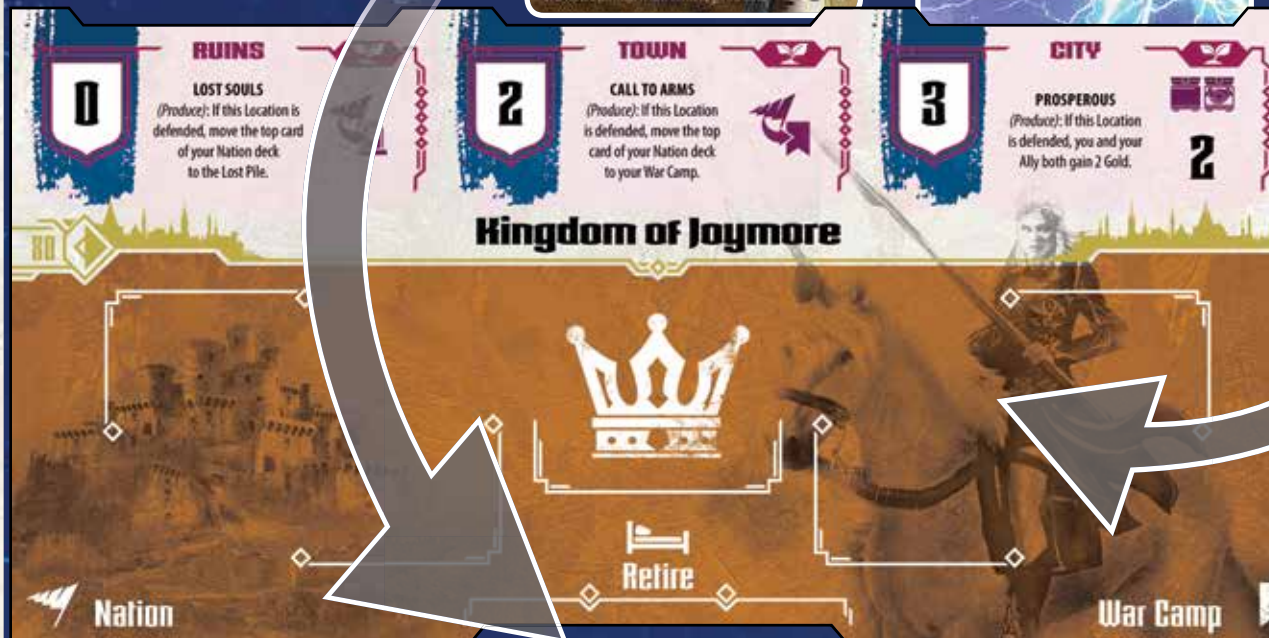 RUINS
0
LOST SOULS
(Produce): If this Location is
defended, move the top card
of your Nation deck
to the Lost Pile.
TOWN
2
CALL TO ARMS
(Produce): If this Location
is defended, move the top
card of your Nation deck
to your War Camp.
CITY
3
PROSPEROUS
(Produce): If this Location
is defended, you and your
Ally both gain 2 Gold.
2
Kingdom of Joymore
80
Retire
Nation
War Camp